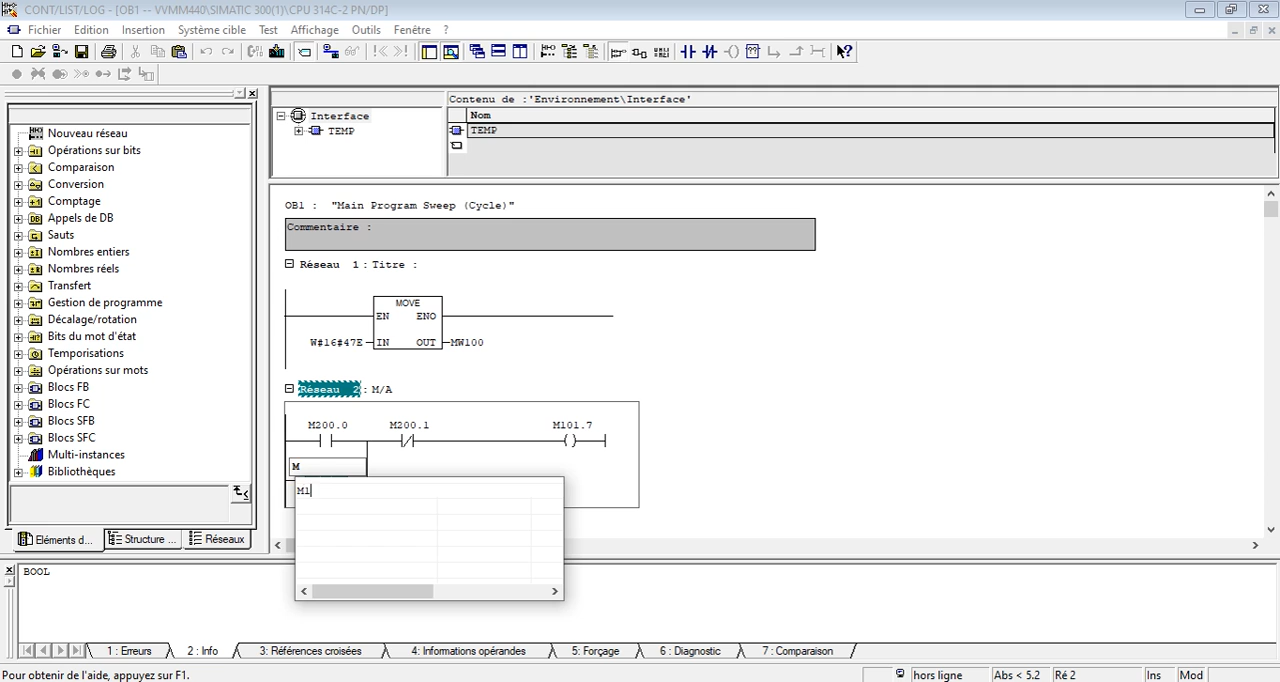 CONT/LIST/LOG - [OB1 -- VVMM440\SIMATIC 300(1)\CPU 314C-2 PN/DP]
Fichier Edition Insertion Système cible Test Affichage Outils Fenêtre ?
Nouveau réseau
Opérations sur bits
Comparaison
Conversion
Comptage
Appels de DB
Sauts
Nombres entiers
Nombres réels
Transfert
Gestion de programme
Décalage/rotation
Bits du mot d'état
Temporisations
Opérations sur mots
Blocs FB
Blocs FC
Blocs SFB
Blocs SFC
Multi-instances
Bibliothèques
Eléments d... Structure ... Réseaux
Interface
TEMP
Contenu de :'Environnement\Interface'
Nom
TEMP
OB1 : "Main Program Sweep (Cycle)"
Commentaire :
Réseau 1 : Titre :
MOVE
EN ENO
W#16#47E IN OUT MW100
Réseau 2 : M/A
M200.0 M200.1 M101.7
M
M1
BOOL
1 : Erreurs 2 : Info 3: Références croisées 4: Informations opérandes 5: Forçage 6 : Diagnostic 7 : Comparaison
Pour obtenir de l'aide, appuyez sur F1. hors ligne Abs < 5.2 Ré 2 Ins Mod